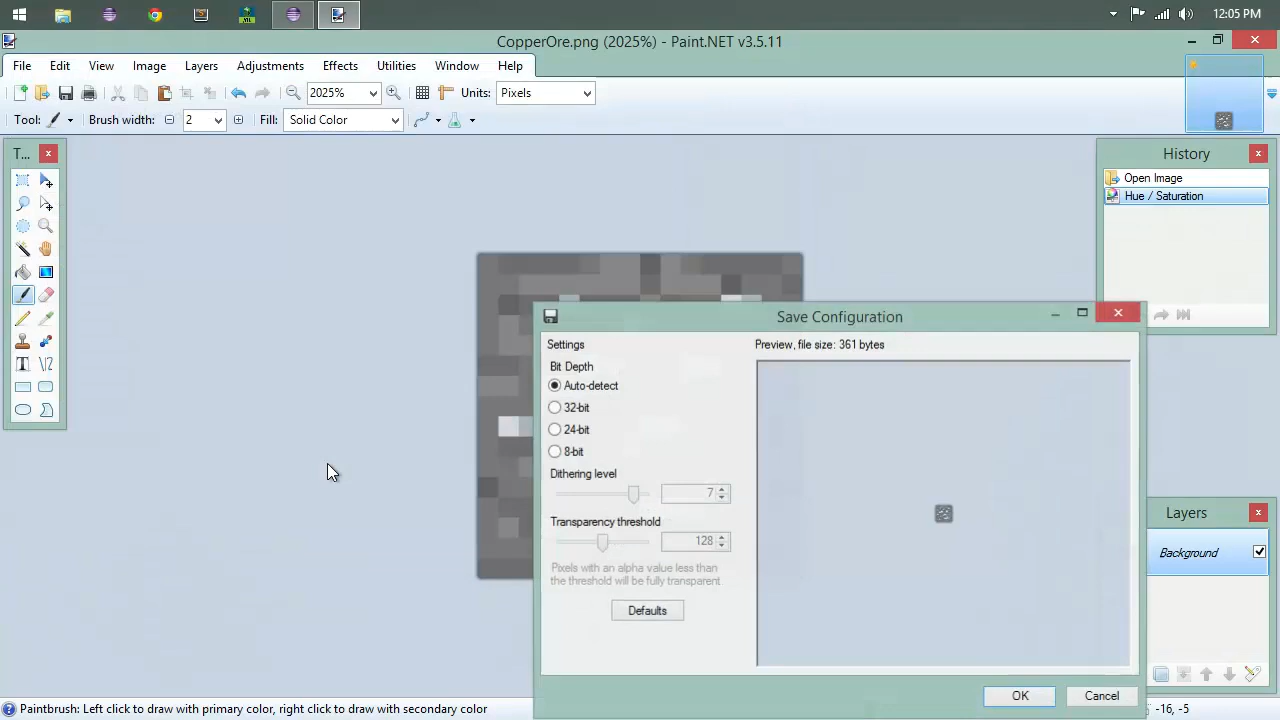 12:05 PM
CopperOre.png (2025%) - Paint.NET v3.5.11
File Edit View Image Layers Adjustments Effects Utilities Window Help
2025% Units: Pixels
Tool: Brush width: 2 Fill: Solid Color
T...
History
Open Image
Hue / Saturation
Save Configuration
Settings
Preview, file size: 361 bytes
Bit Depth
Auto-detect
32-bit
24-bit
8-bit
Dithering level
7
Transparency threshold
128
Pixels with an alpha value less than
the threshold will be fully transparent
Defaults
OK Cancel
Layers
Background
Paintbrush: Left click to draw with primary color, right click to draw with secondary color
-16, -5